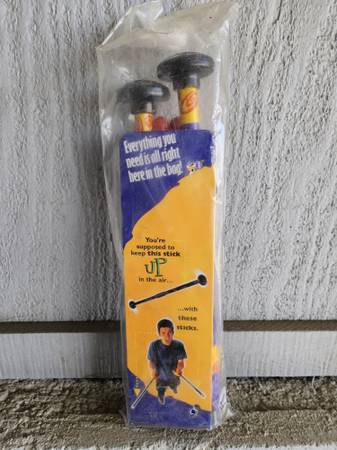 Everything you
need is all right
here in the bag!
You're
supposed to
keep this stick
UP
in the air...
...with
these
sticks.